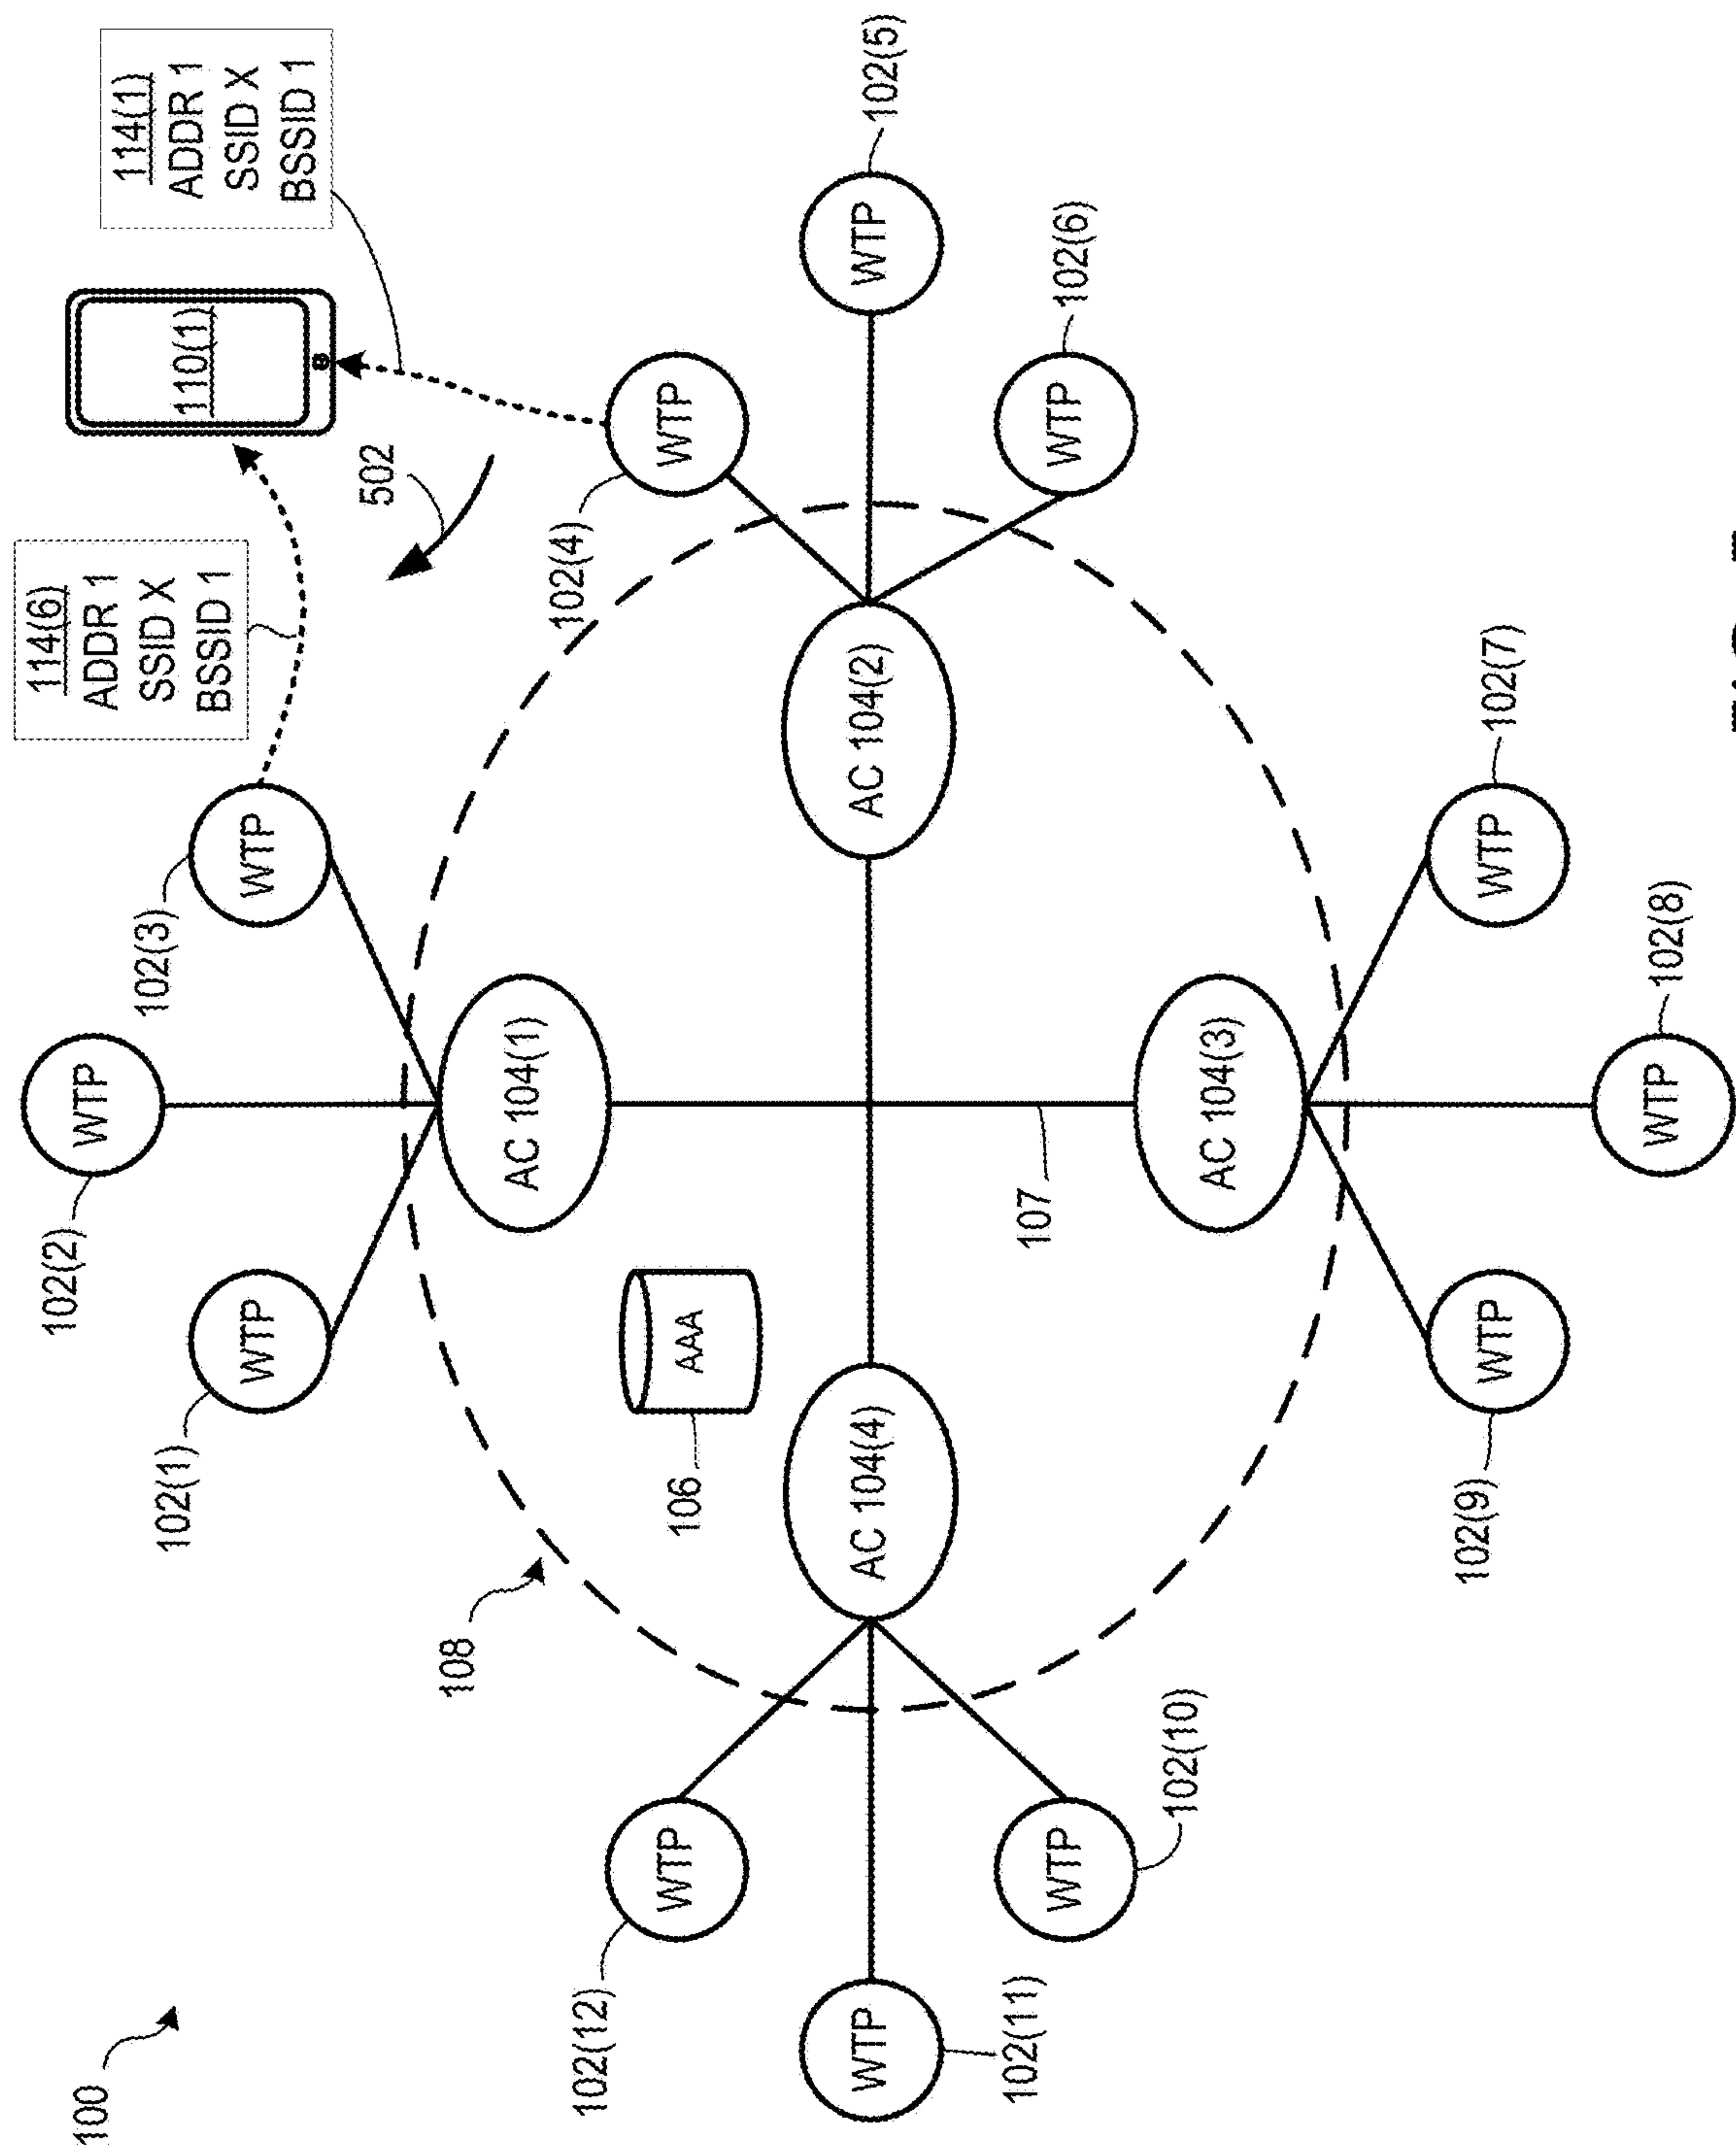 100
102(2)
WTP
114(6)
ADDR 1
SSID X
BSSID 1
110(1)
114(1)
ADDR 1
SSID X
BSSID 1
102(1)
WTP
102(3)
WTP
502
108
AC 104(1)
102(12)
WTP
106
AAA
102(4)
WTP
102(11)
WTP
AC 104(4)
AC 104(2)
WTP
102(5)
107
102(10)
WTP
WTP
102(6)
AC 104(3)
102(9)
WTP
WTP
102(7)
WTP
102(8)